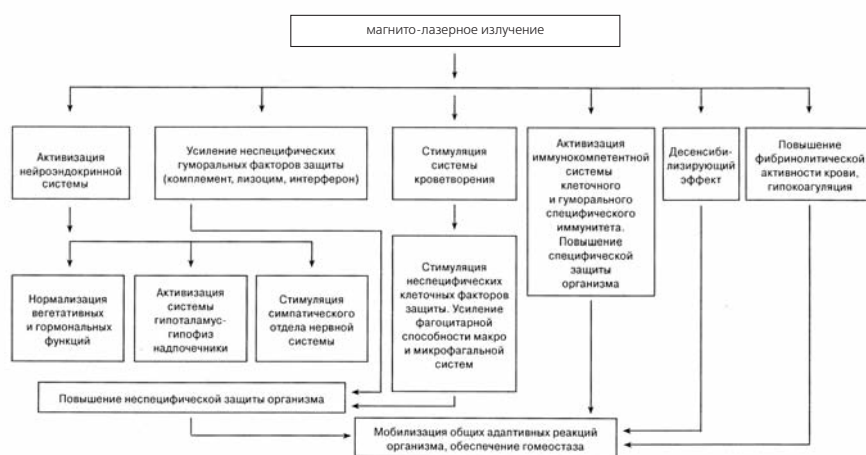 магнито-лазерное излучение
Активизация
нейроэндокринной
системы
Усиление неспецифических
гуморальных факторов защиты
(комплемент, лизоцим, интерферон)
Стимуляция
системы
кроветворения
Активизация
иммунокомпетентной
системы
клеточного
и гуморального
специфического
иммунитета.
Повышение
специфической
защиты
организма
Десенсиби-
лизирующий
эффект
Повышение
фибринолитической
активности крови,
гипокоагуляция
Нормализация
вегетативных
и гормональных
функций
Активизация
системы
гипоталамус-
гипофиз
надпочечники
Стимуляция
симпатического
отдела нервной
системы
Стимуляция
неспецифических
клеточных факторов
защиты. Усиление
фагоцитарной
способности макро
и микрофагальной
систем
Повышение неспецифической защиты организма
Мобилизация общих адаптивных реакций
организма, обеспечение гомеостаза